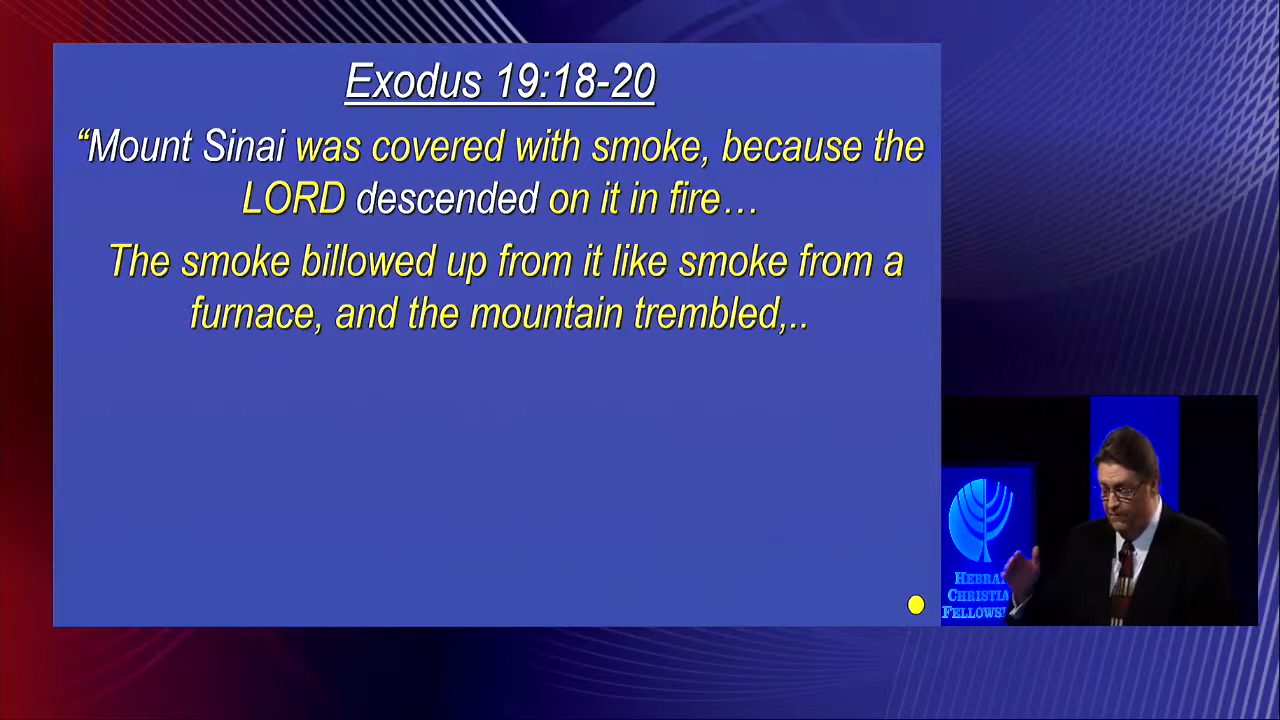 Exodus 19:18-20
“Mount Sinai was covered with smoke, because the
LORD descended on it in fire…
The smoke billowed up from it like smoke from a
furnace, and the mountain trembled,..
HEBRA
CHRISTIA
FELLOWS